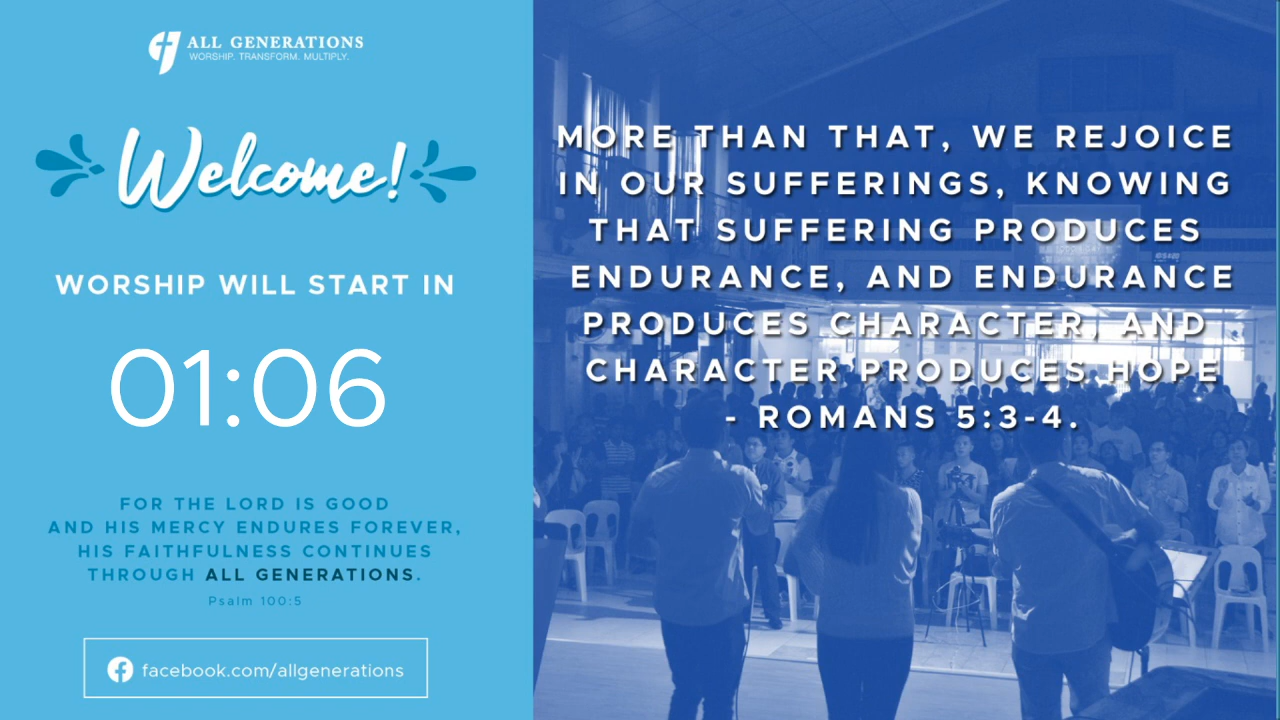 ALL GENERATIONS
WORSHIP. TRANSFORM. MULTIPLY.
Welcome!
WORSHIP WILL START IN
01:06
FOR THE LORD IS GOOD
AND HIS MERCY ENDURES FOREVER,
HIS FAITHFULNESS CONTINUES
THROUGH ALL GENERATIONS.
Psalm 100:5
facebook.com/allgenerations
MORE THAN THAT, WE REJOICE
IN OUR SUFFERINGS, KNOWING
THAT SUFFERING PRODUCES
ENDURANCE, AND ENDURANCE
PRODUCES CHARACTER, AND
CHARACTER PRODUCES HOPE
- ROMANS 5:3-4.